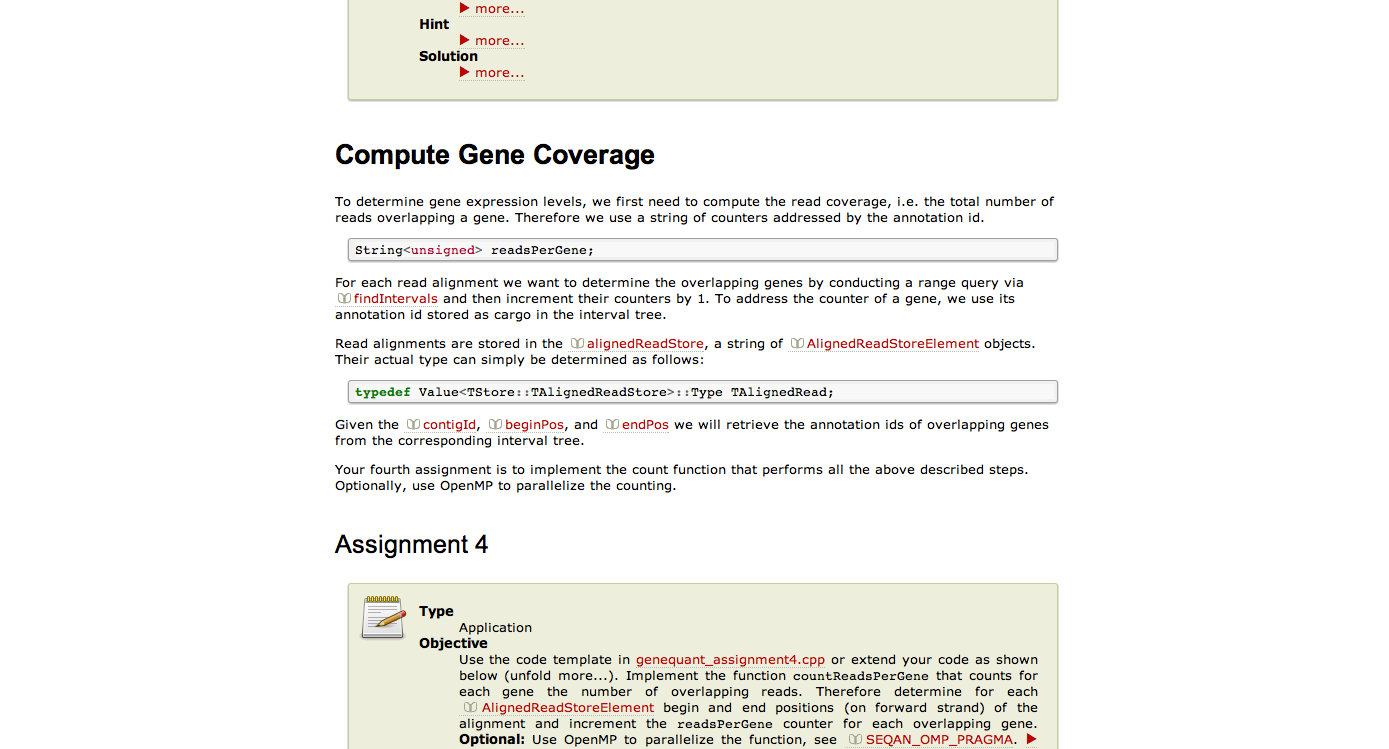 ▶ more...
Hint
▶ more...
Solution
▶ more...
Compute Gene Coverage
To determine gene expression levels, we first need to compute the read coverage, i.e. the total number of
reads overlapping a gene. Therefore we use a string of counters addressed by the annotation id.
String<unsigned> readsPerGene;
For each read alignment we want to determine the overlapping genes by conducting a range query via
findIntervals and then increment their counters by 1. To address the counter of a gene, we use its
annotation id stored as cargo in the interval tree.
Read alignments are stored in the alignedReadStore, a string of AlignedReadStoreElement objects.
Their actual type can simply be determined as follows:
typedef Value<TStore::TAlignedReadStore>::Type TAlignedRead;
Given the contigId, beginPos, and endPos we will retrieve the annotation ids of overlapping genes
from the corresponding interval tree.
Your fourth assignment is to implement the count function that performs all the above described steps.
Optionally, use OpenMP to parallelize the counting.
Assignment 4
Type
Application
Objective
Use the code template in genequant_assignment4.cpp or extend your code as shown
below (unfold more...). Implement the function countReadsPerGene that counts for
each gene the number of overlapping reads. Therefore determine for each
AlignedReadStoreElement begin and end positions (on forward strand) of the
alignment and increment the readsPerGene counter for each overlapping gene.
Optional: Use OpenMP to parallelize the function, see SEQAN_OMP_PRAGMA. ▶